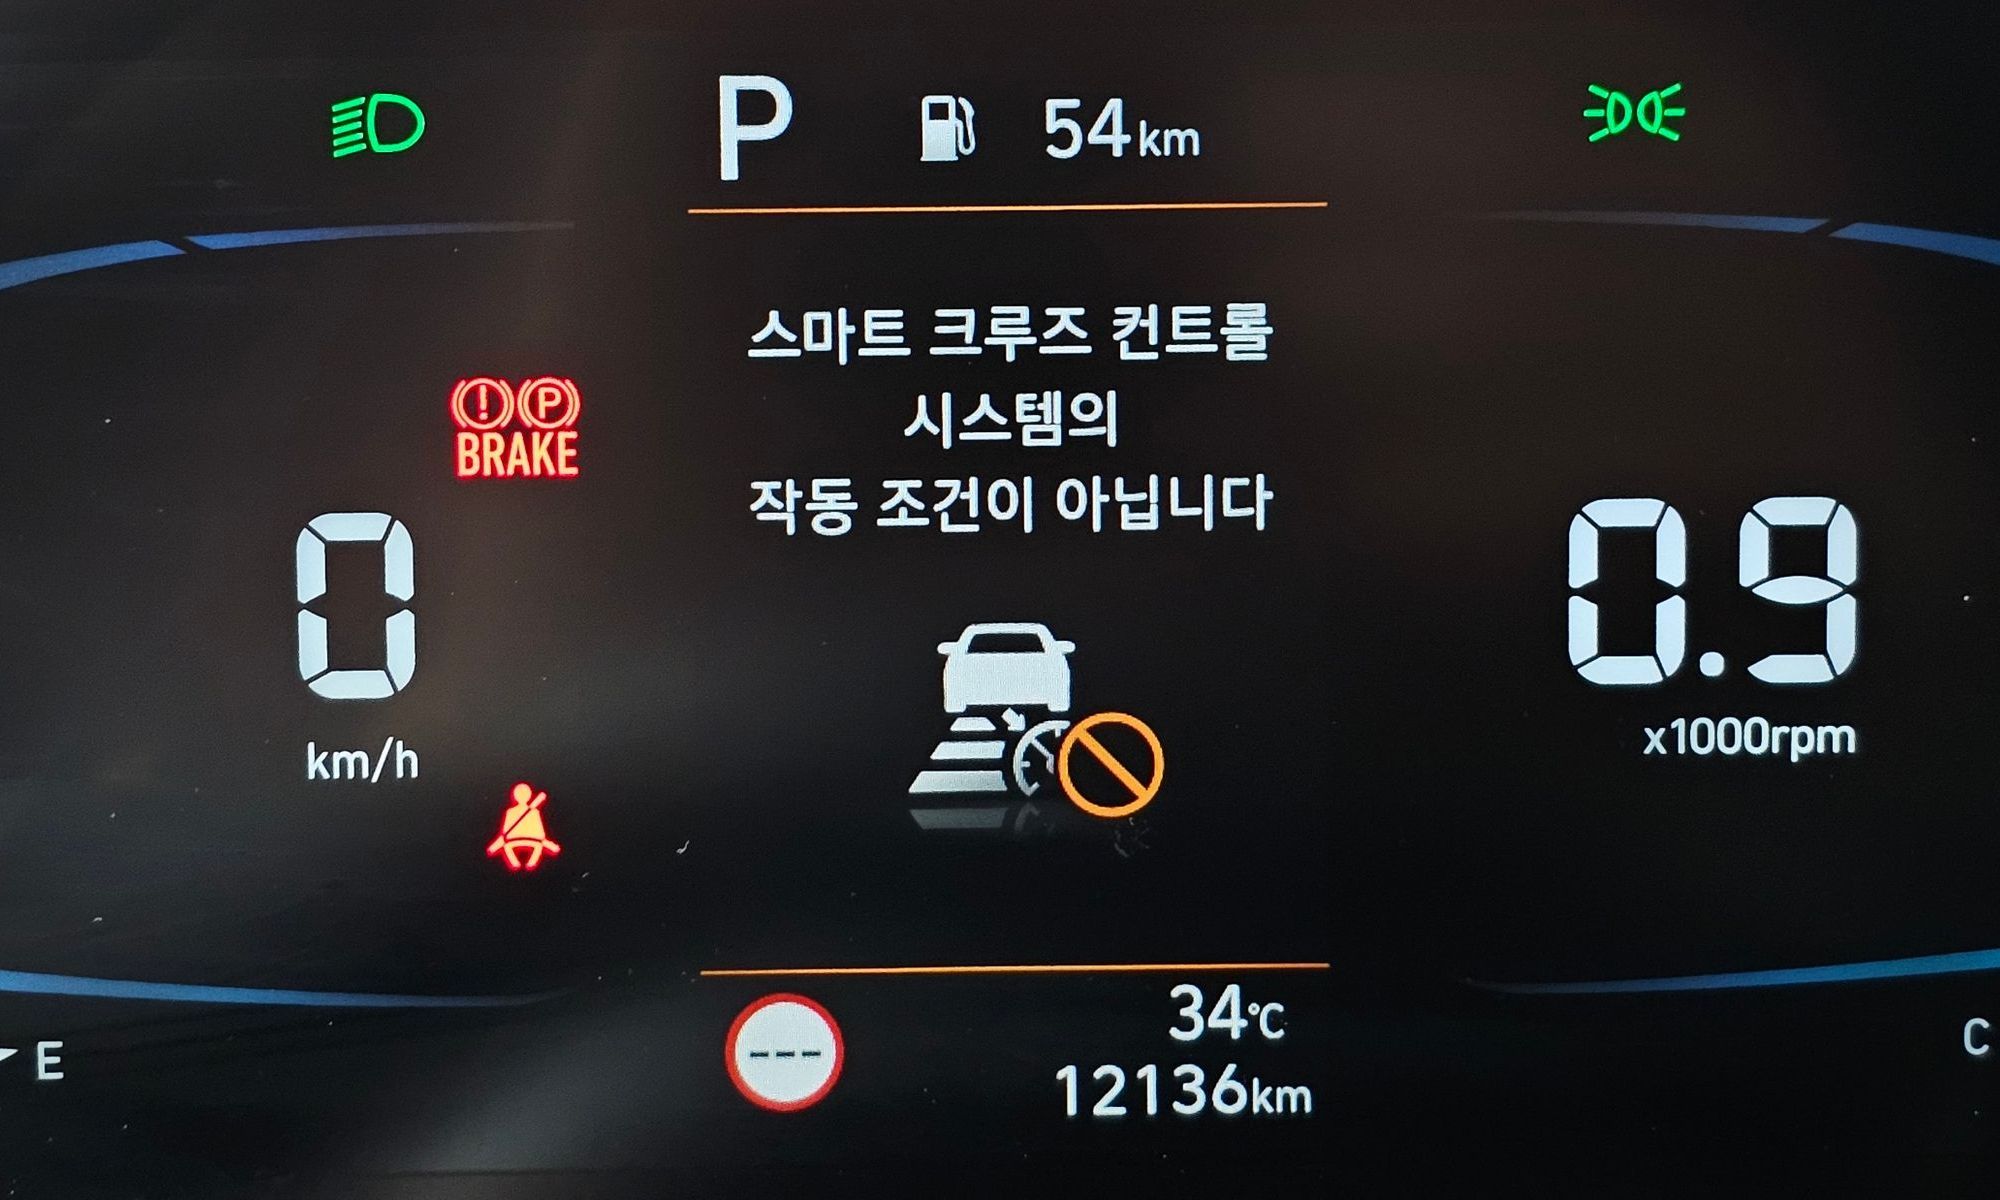 P 54km
스마트 크루즈 컨트롤
시스템의
작동 조건이 아닙니다
(!) (P)
BRAKE
0
km/h
0.9
x1000rpm
---
34°C
12136km
E
C